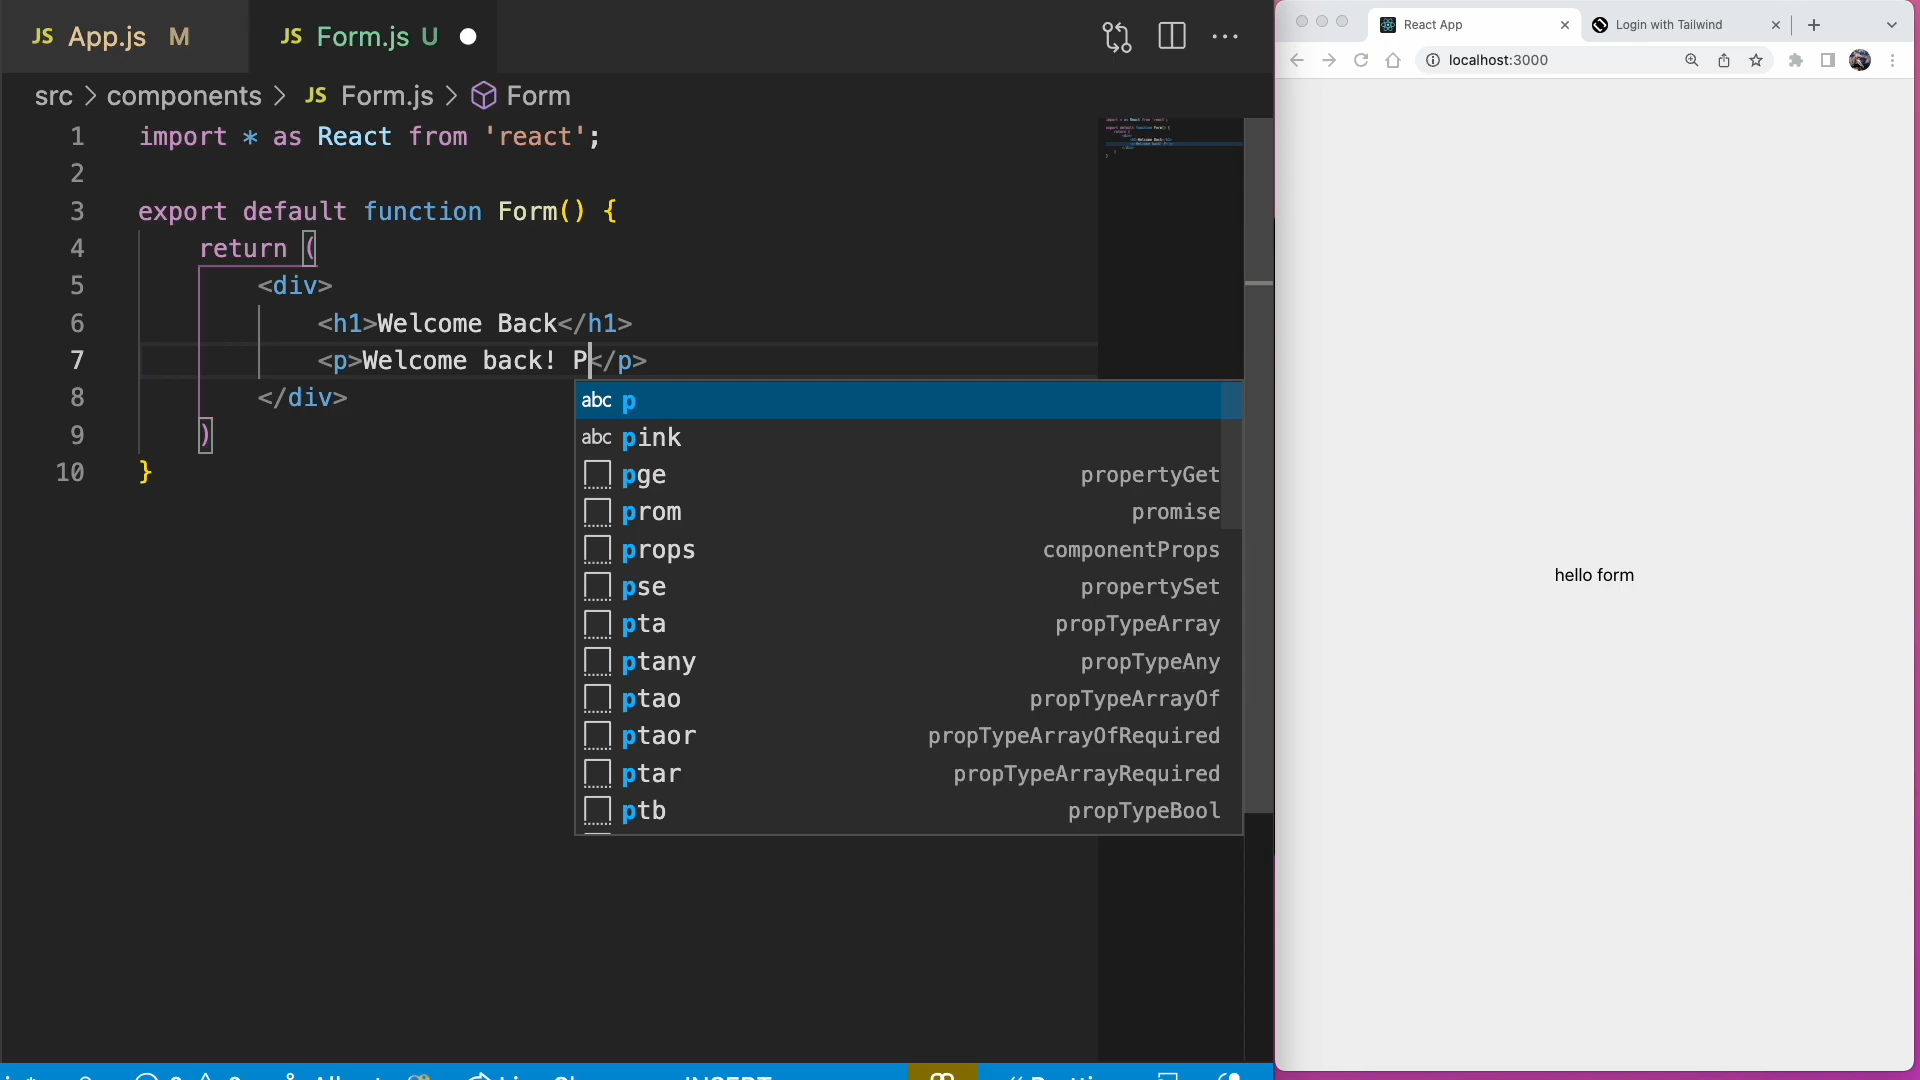 JS App.js M
JS Form.js U
src > components > JS Form.js > Form
1 import * as React from 'react';
2
3 export default function Form() {
4 return (
5 <div>
6 <h1>Welcome Back</h1>
7 <p>Welcome back! P</p>
8 </div>
9 )
10 }
abc p
abc pink
pge propertyGet
prom promise
props componentProps
pse propertySet
pta propTypeArray
ptany propTypeAny
ptao propTypeArrayOf
ptaor propTypeArrayOfRequired
ptar propTypeArrayRequired
ptb propTypeBool
React App
Login with Tailwind
localhost:3000
hello form